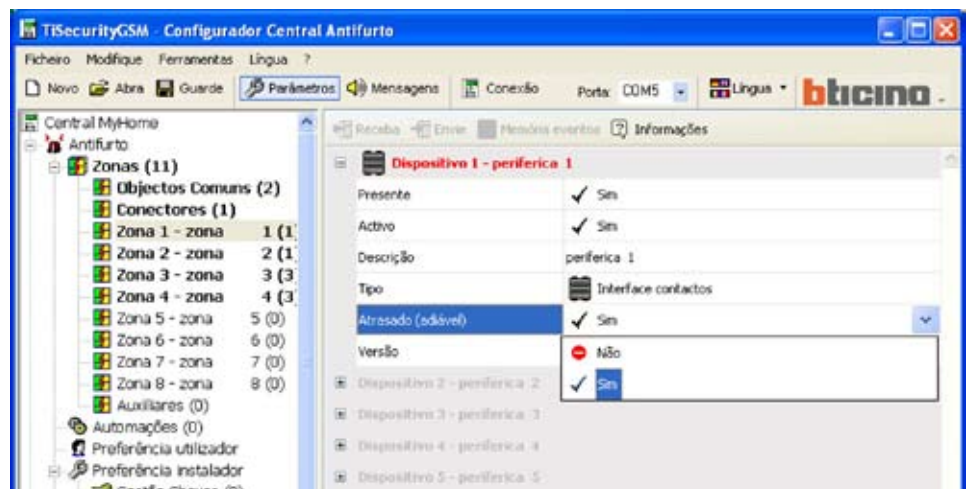 TiSecurityGSM - Configurador Central Antifurto
Ficheiro Modifique Ferramentas Língua ?
Novo Abra Guarde Parâmetros Mensagens Conexão Porta: COM5 Língua bticino
Central MyHome
Antifurto
Zonas (11)
Objectos Comuns (2)
Conectores (1)
Zona 1 - zona 1 (1
Zona 2 - zona 2 (1
Zona 3 - zona 3 (3
Zona 4 - zona 4 (3
Zona 5 - zona 5 (0)
Zona 6 - zona 6 (0)
Zona 7 - zona 7 (0)
Zona 8 - zona 8 (0)
Auxiliares (0)
Automações (0)
Preferência utilizador
Preferência instalador
Receba Envie Memória eventos Informações
Dispositivo 1 - periferica 1
Presente Sim
Activo Sim
Descrição periferica 1
Tipo Interface contactos
Atrasado (adiável) Sim
Versão
Não
Sim
Dispositivo 2 - periferica 2
Dispositivo 3 - periferica 3
Dispositivo 4 - periferica 4
Dispositivo 5 - periferica 5